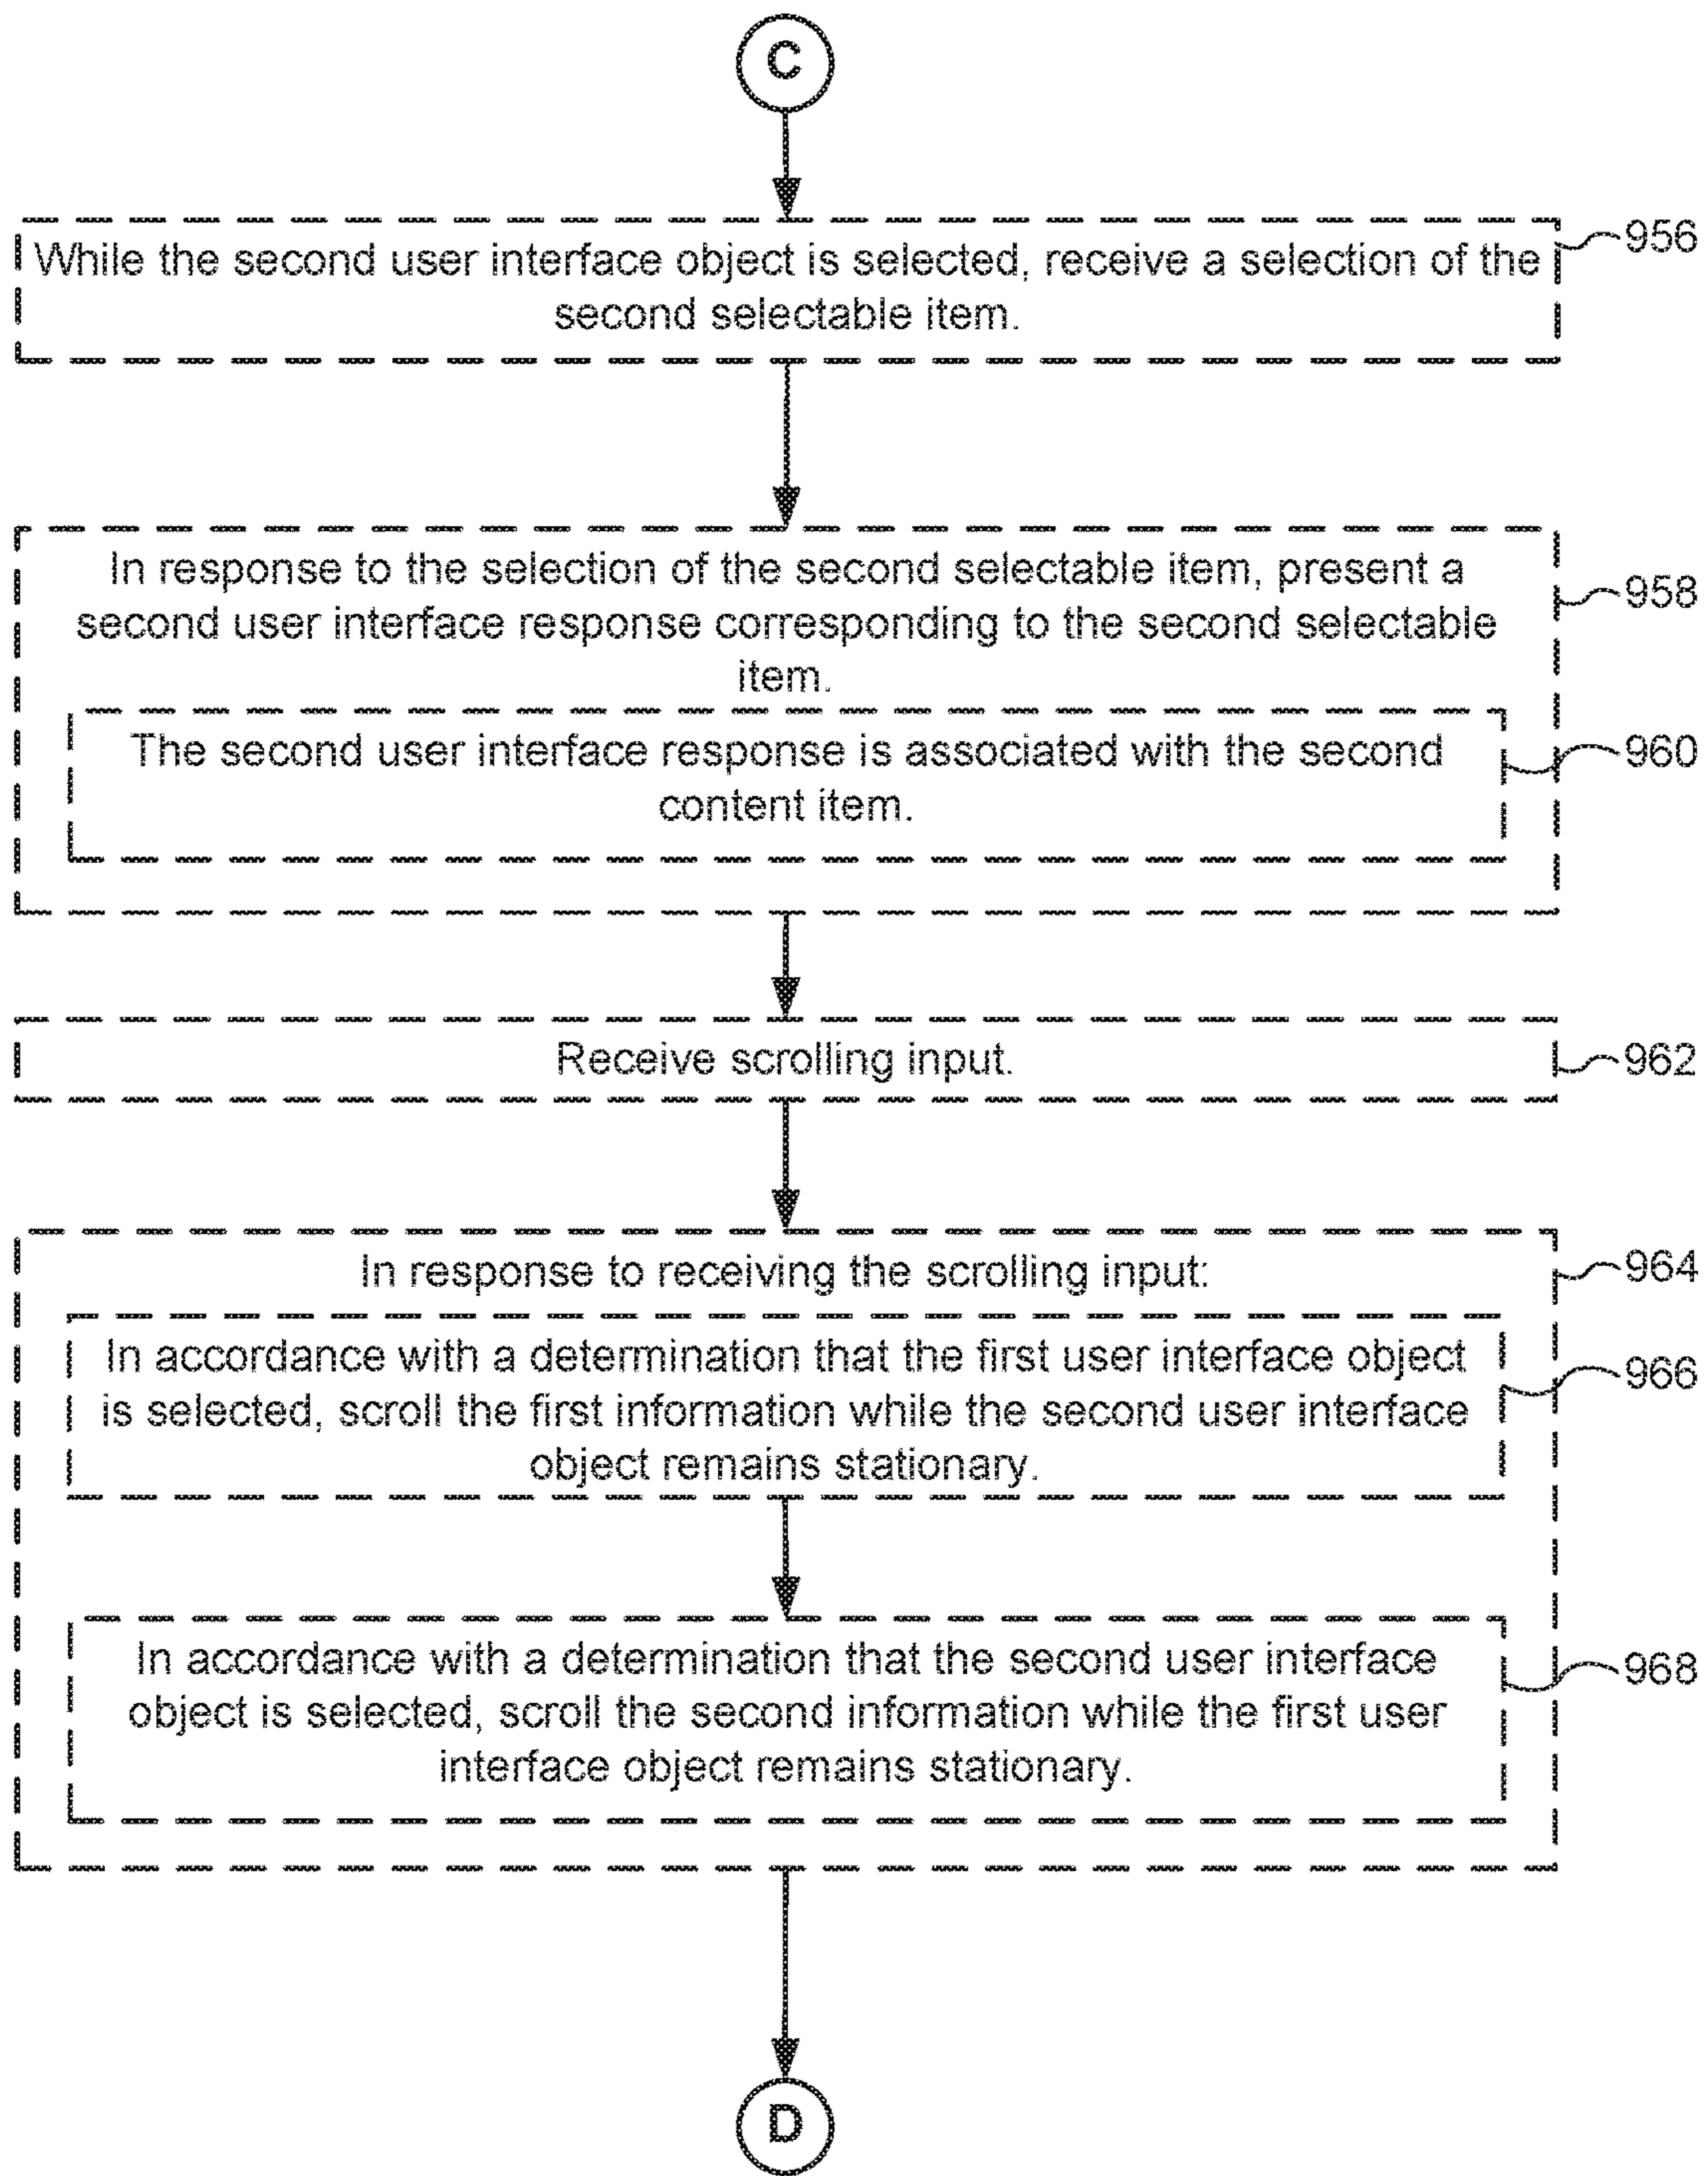 C
While the second user interface object is selected, receive a selection of the
second selectable item.
956
In response to the selection of the second selectable item, present a
second user interface response corresponding to the second selectable
item.
958
The second user interface response is associated with the second
content item.
960
Receive scrolling input.
962
In response to receiving the scrolling input:
964
In accordance with a determination that the first user interface object
is selected, scroll the first information while the second user interface
object remains stationary.
966
In accordance with a determination that the second user interface
object is selected, scroll the second information while the first user
interface object remains stationary.
968
D